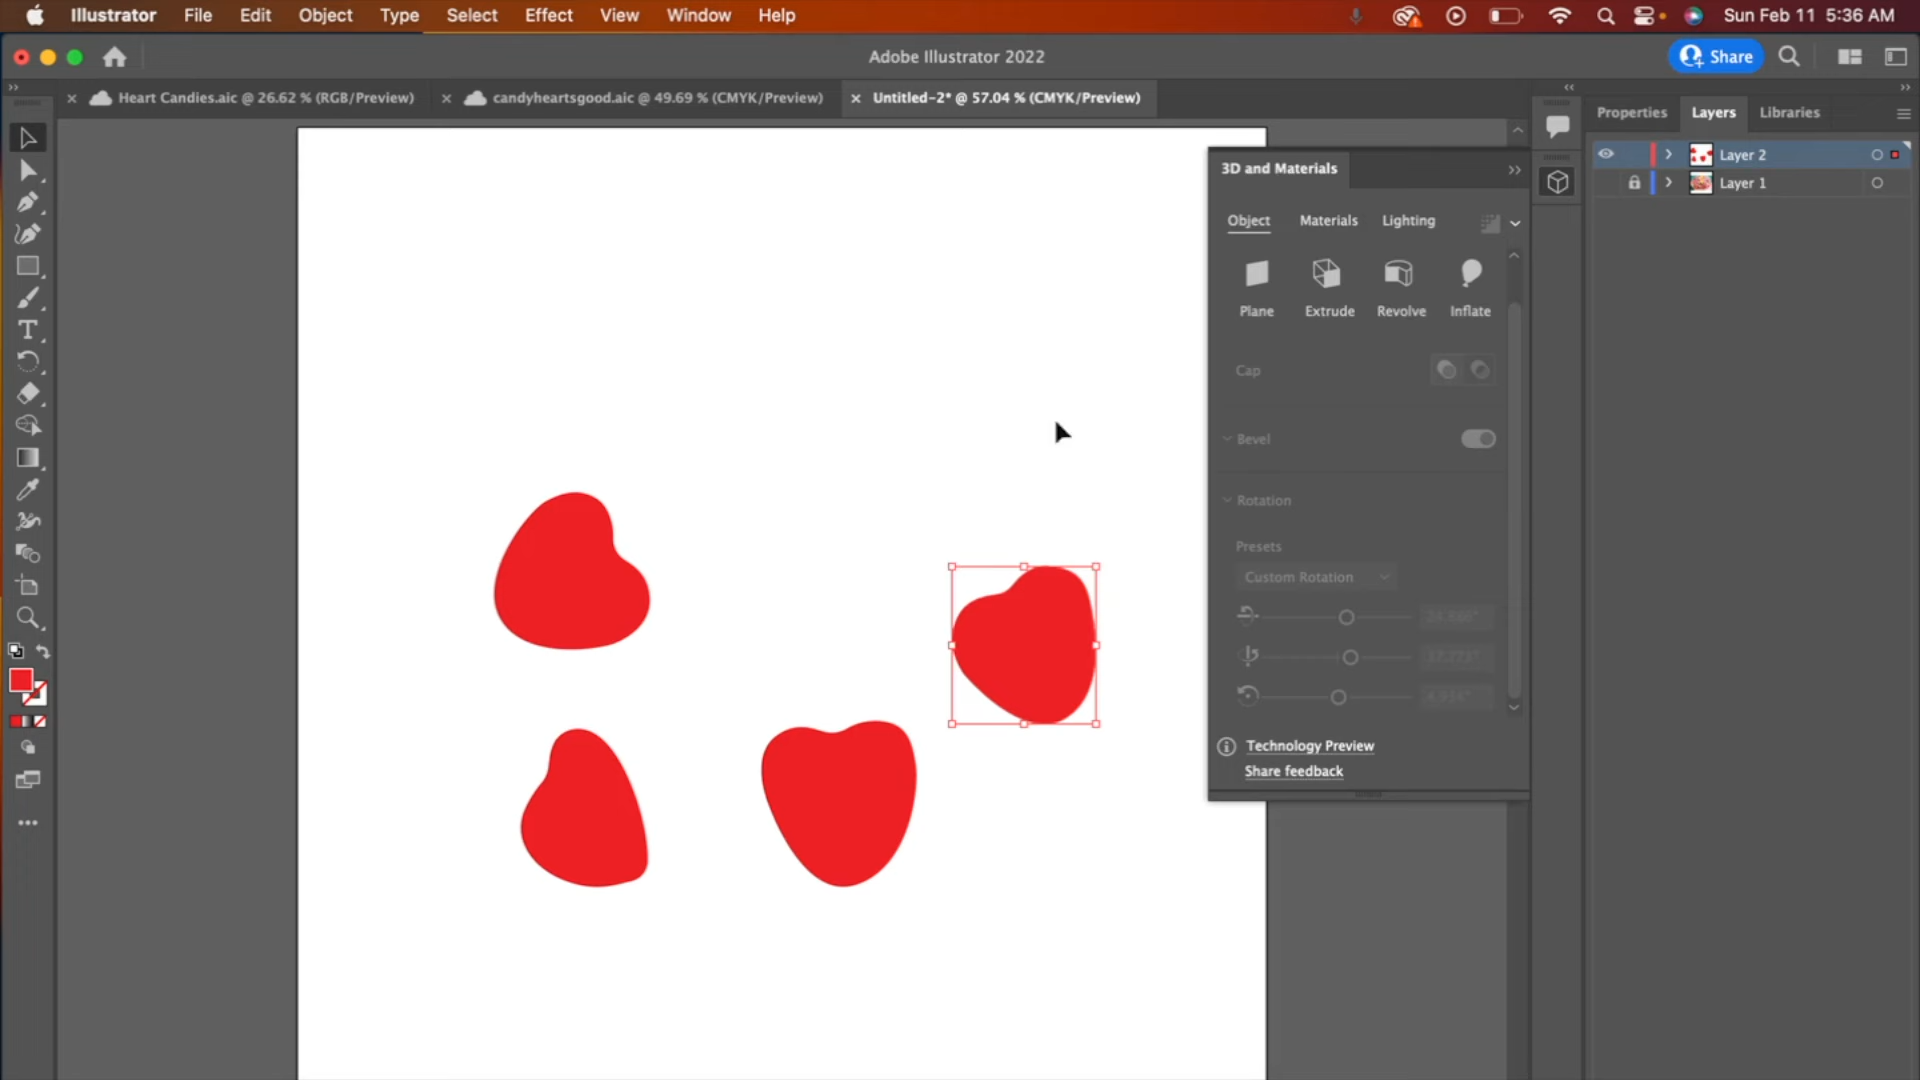 Illustrator File Edit Object Type Select Effect View Window Help Sun Feb 11 5:36 AM
Adobe Illustrator 2022 Share
Heart Candies.aic @ 26.62 % (RGB/Preview) candyheartsgood.aic @ 49.69 % (CMYK/Preview) Untitled-2* @ 57.04 % (CMYK/Preview)
Properties Layers Libraries
Layer 2
Layer 1
3D and Materials
Object Materials Lighting
Plane Extrude Revolve Inflate
Cap
Bevel
Rotation
Presets
Custom Rotation
Technology Preview
Share feedback